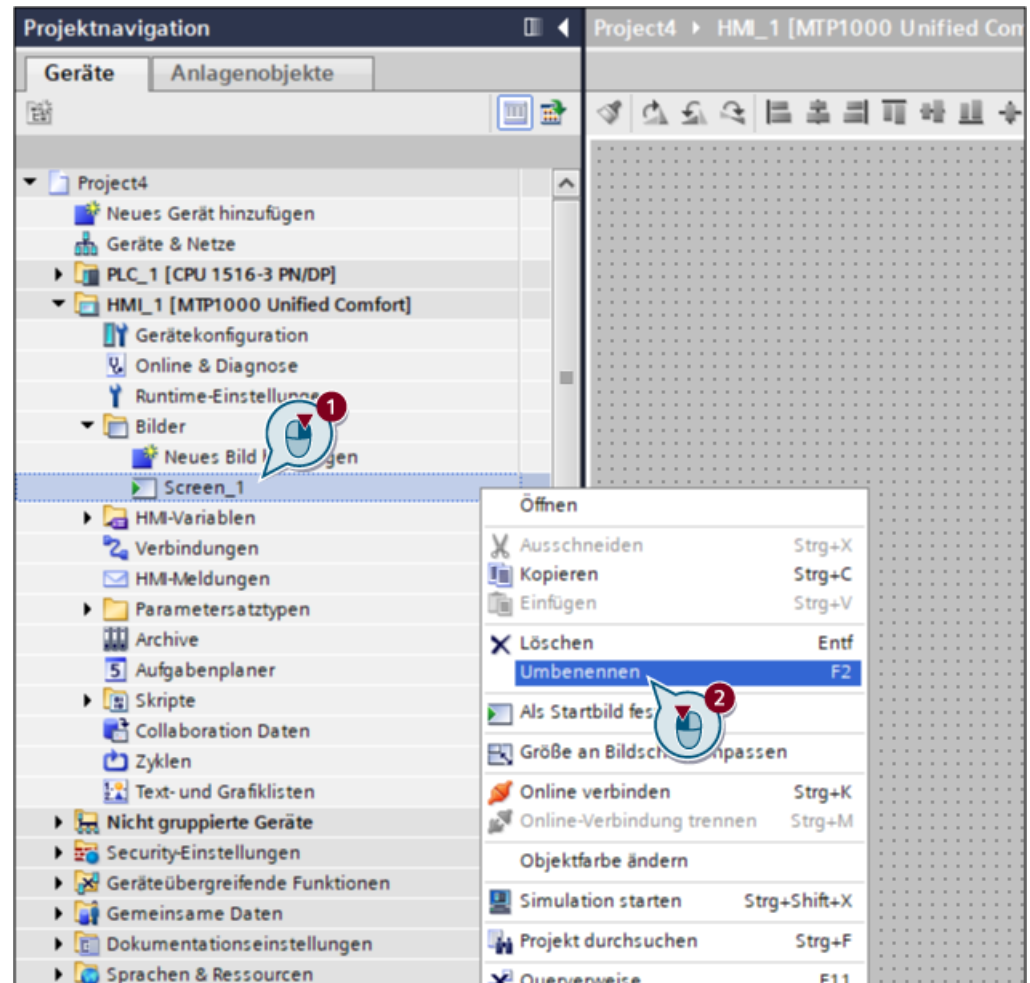 Projektnavigation
Project4 ▸ HMI_1 [MTP1000 Unified Com
Geräte
Anlagenobjekte
Project4
Neues Gerät hinzufügen
Geräte & Netze
PLC_1 [CPU 1516-3 PN/DP]
HMI_1 [MTP1000 Unified Comfort]
Gerätekonfiguration
Online & Diagnose
Runtime-Einstellungen
1
Bilder
Neues Bild gen
Screen_1
HMI-Variablen
Verbindungen
HMI-Meldungen
Parametersatztypen
Archive
5 Aufgabenplaner
Skripte
Collaboration Daten
Zyklen
Text- und Grafiklisten
Nicht gruppierte Geräte
Security-Einstellungen
Geräteübergreifende Funktionen
Gemeinsame Daten
Dokumentationseinstellungen
Sprachen & Ressourcen
Öffnen
Ausschneiden Strg+X
Kopieren Strg+C
Einfügen Strg+V
Löschen Entf
Umbenennen F2
2
Als Startbild fes
Größe an Bildsch npassen
Online verbinden Strg+K
Online-Verbindung trennen Strg+M
Objektfarbe ändern
Simulation starten Strg+Shift+X
Projekt durchsuchen Strg+F
Querverweise F11